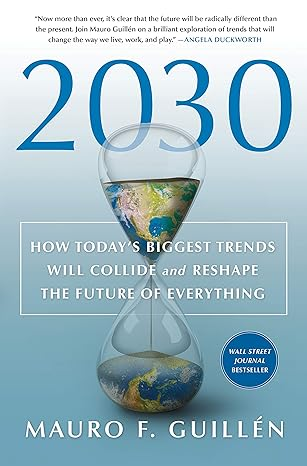 "Now more than ever, it's clear that the future will be radically different than
the present. Join Mauro Guillén on a brilliant exploration of trends that will
change the way we live, work, and play." —ANGELA DUCKWORTH
2030
HOW TODAY'S BIGGEST TRENDS
WILL COLLIDE and RESHAPE
THE FUTURE OF EVERYTHING
WALL STREET
JOURNAL
BESTSELLER
MAURO F. GUILLÉN